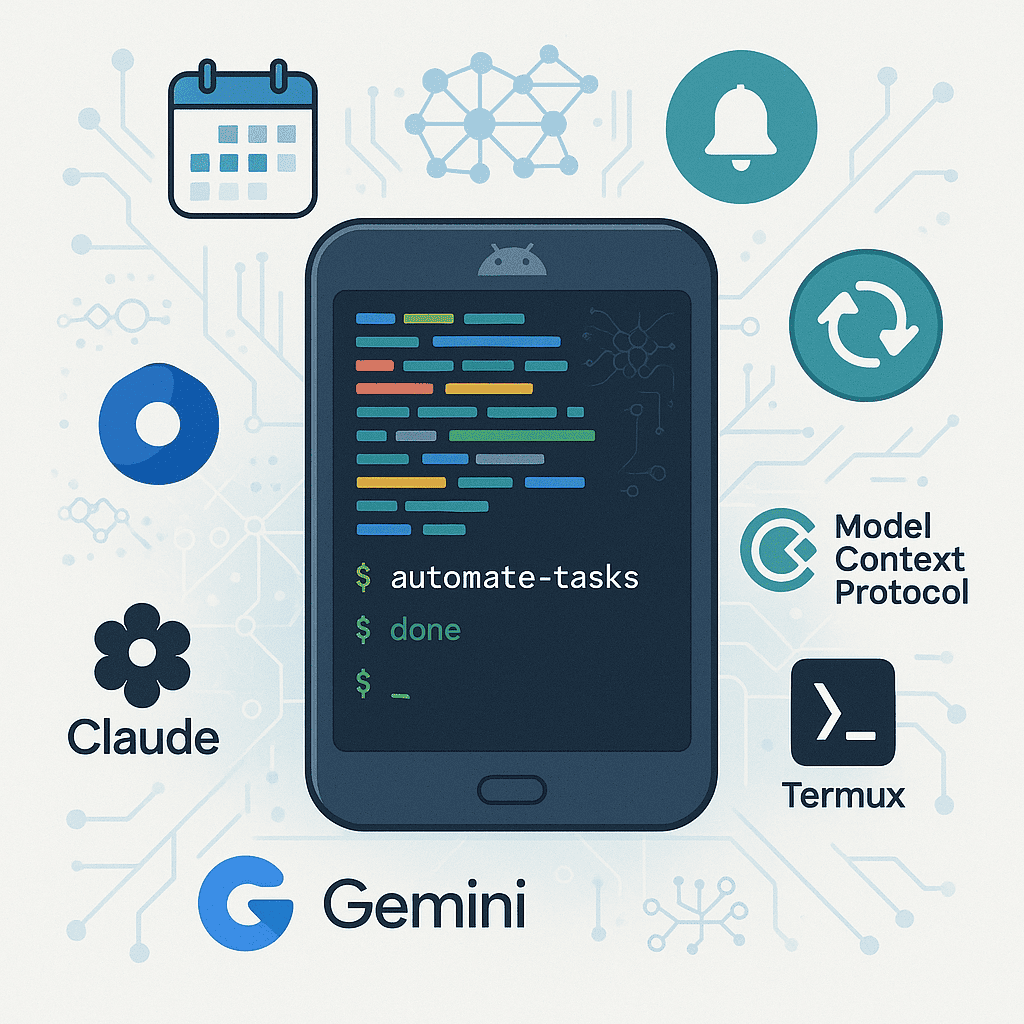 $ automate-tasks
$ done
$ _
Model
Context
Protocol
Claude
Termux
Gemini